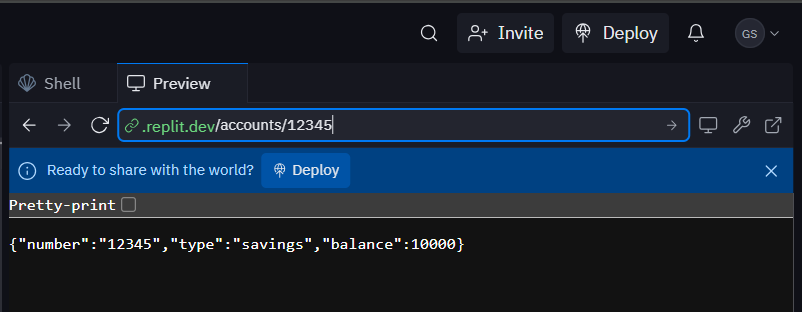 Invite Deploy GS
Shell Preview
.replit.dev/accounts/12345
Ready to share with the world? Deploy
Pretty-print
{"number":"12345","type":"savings","balance":10000}